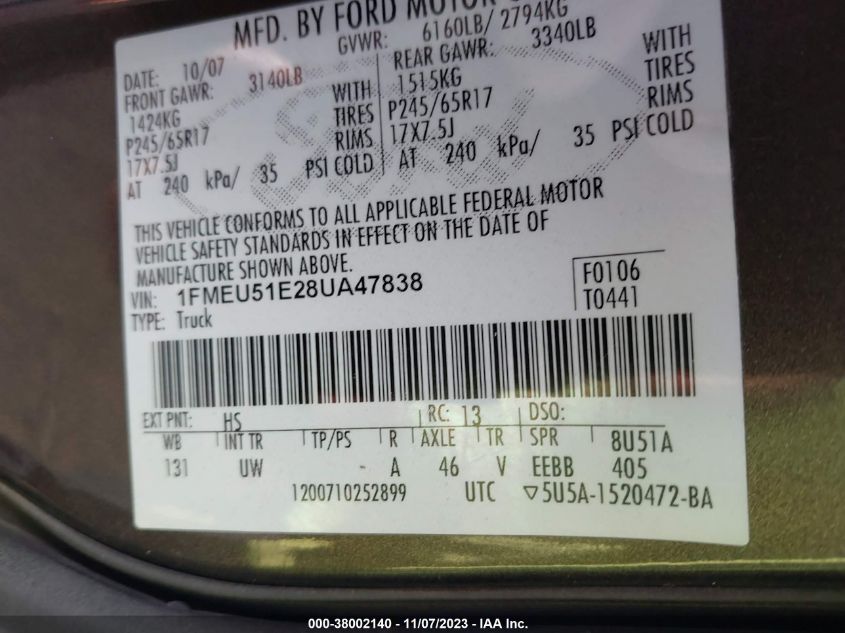 MFD. BY FORD MOTOR
GVWR: 6160LB/ 2794KG
DATE: 10/07
FRONT GAWR: 3140LB
1424KG WITH
P245/65R17 TIRES
17X7.5J RIMS
AT 240 kPa/ 35 PSI COLD
REAR GAWR: 3340LB
1515KG WITH
P245/65R17 TIRES
17X7.5J RIMS
AT 240 kPa/ 35 PSI COLD
THIS VEHICLE CONFORMS TO ALL APPLICABLE FEDERAL MOTOR
VEHICLE SAFETY STANDARDS IN EFFECT ON THE DATE OF
MANUFACTURE SHOWN ABOVE.
VIN: 1FMEU51E28UA47838
TYPE: Truck
F0106
T0441
EXT PNT: HS RC: 13 DSO:
WB INT TR TP/PS R AXLE TR SPR 8U51A
131 UW A 46 V EEBB 405
1200710252899 UTC ▽5U5A-1520472-BA
000-38002140 - 11/07/2023 - IAA Inc.